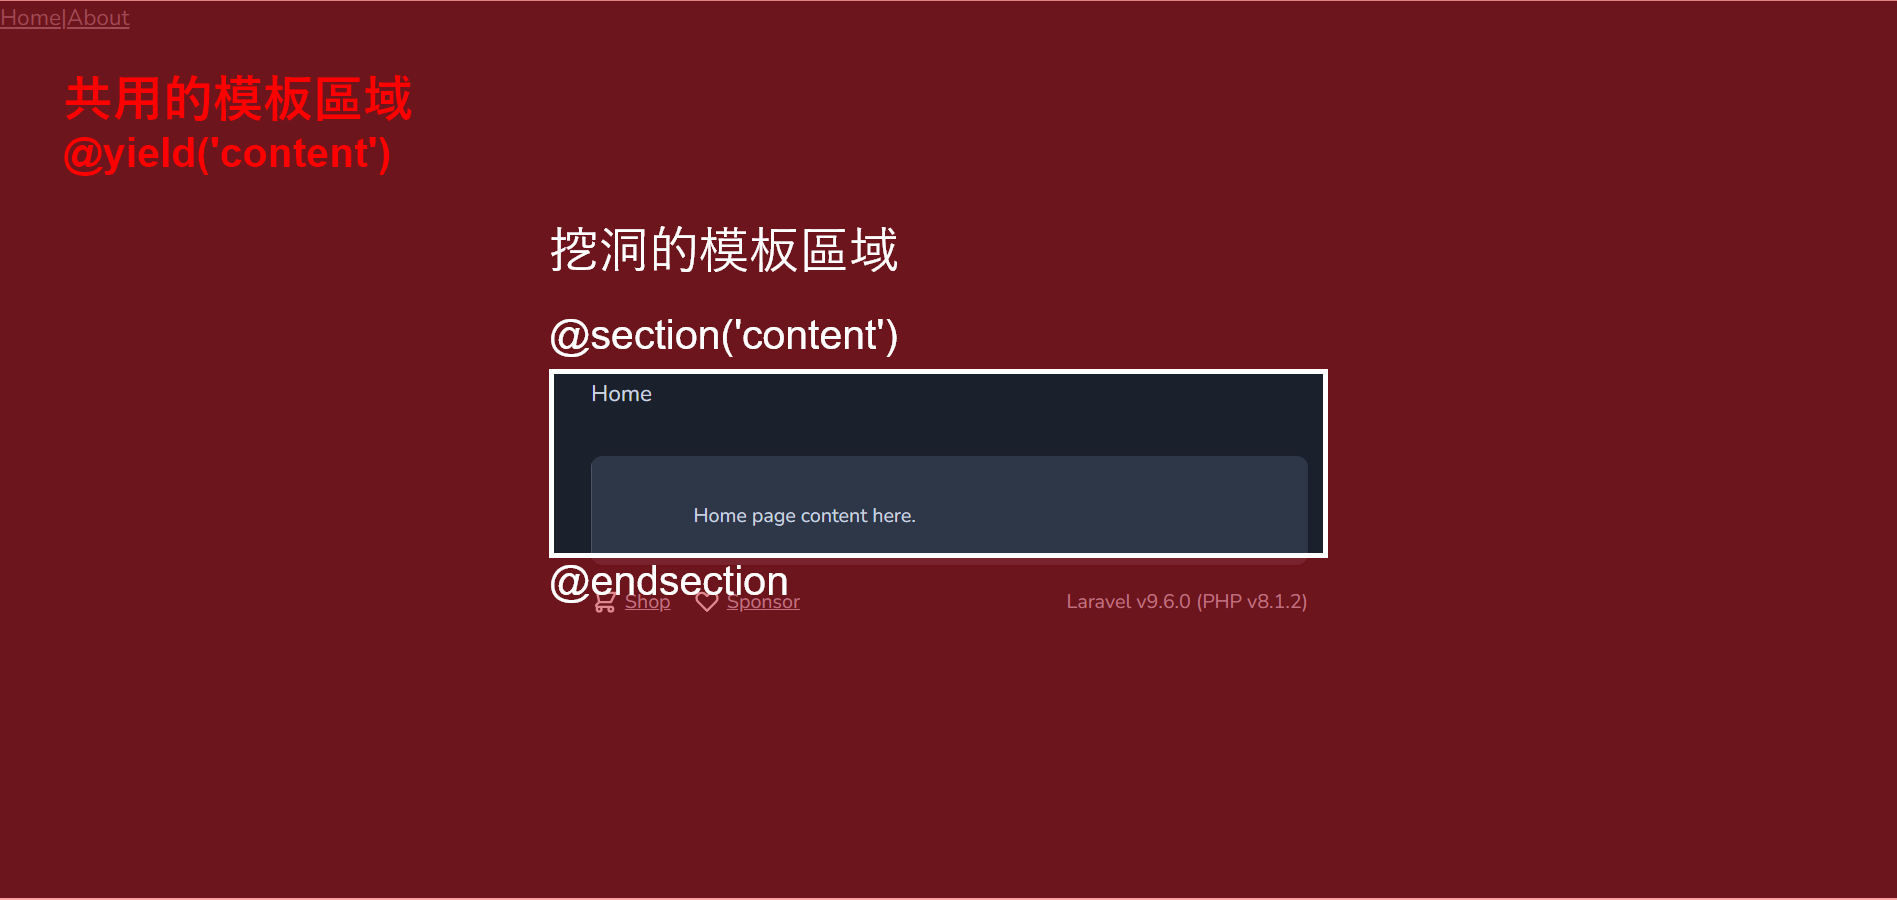 Home|About
共用的模板區域
@yield('content')
挖洞的模板區域
@section('content')
Home
Home page content here.
@endsection
Shop Sponsor Laravel v9.6.0 (PHP v8.1.2)